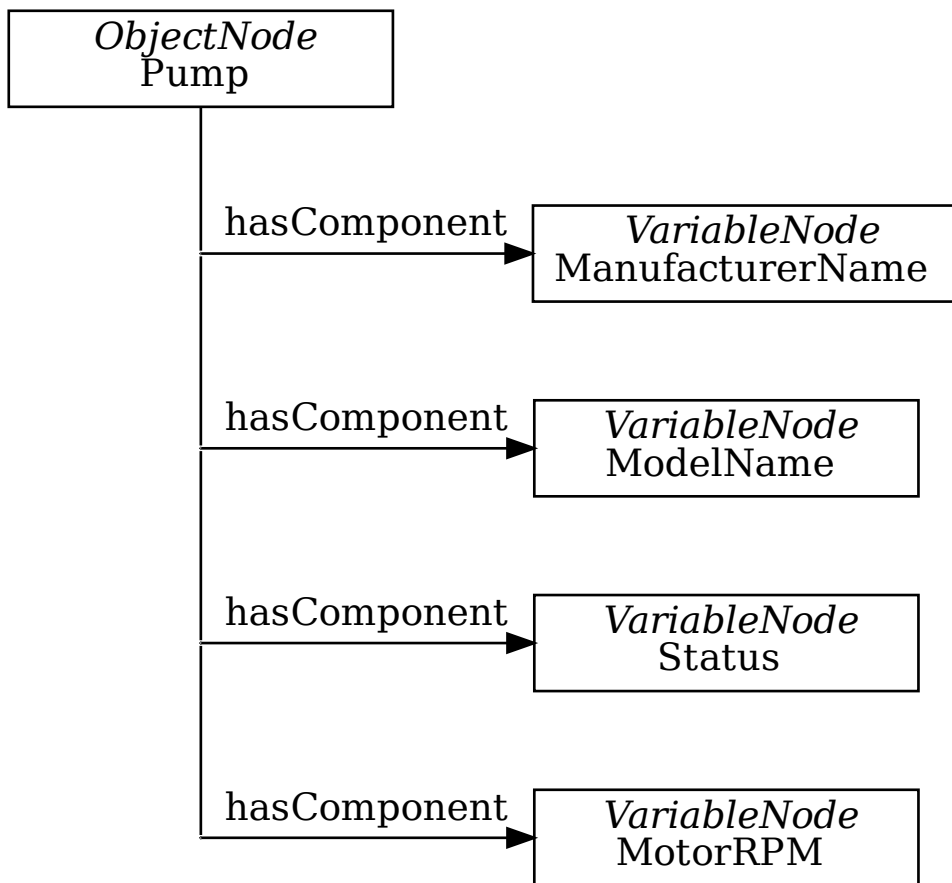 ObjectNode
Pump
hasComponent
VariableNode
ManufacturerName
hasComponent
VariableNode
ModelName
hasComponent
VariableNode
Status
hasComponent
VariableNode
MotorRPM